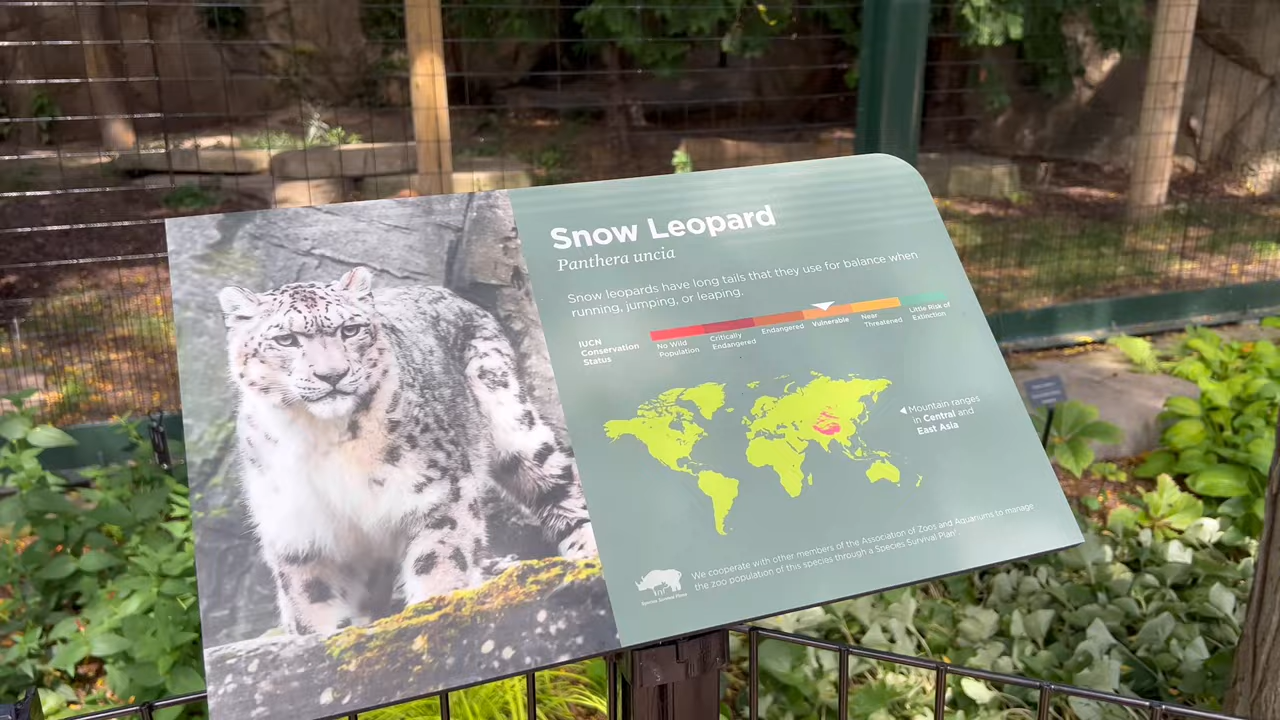 Snow Leopard
Panthera uncia
Snow leopards have long tails that they use for balance when
running, jumping, or leaping.
IUCN
Conservation
Status
No Wild
Population
Critically
Endangered
Endangered
Vulnerable
Near
Threatened
Little Risk of
Extinction
Mountain ranges
in Central and
East Asia
We cooperate with other members of the Association of Zoos and Aquariums to manage
the zoo population of this species through a Species Survival Plan®.
Species Survival Plans